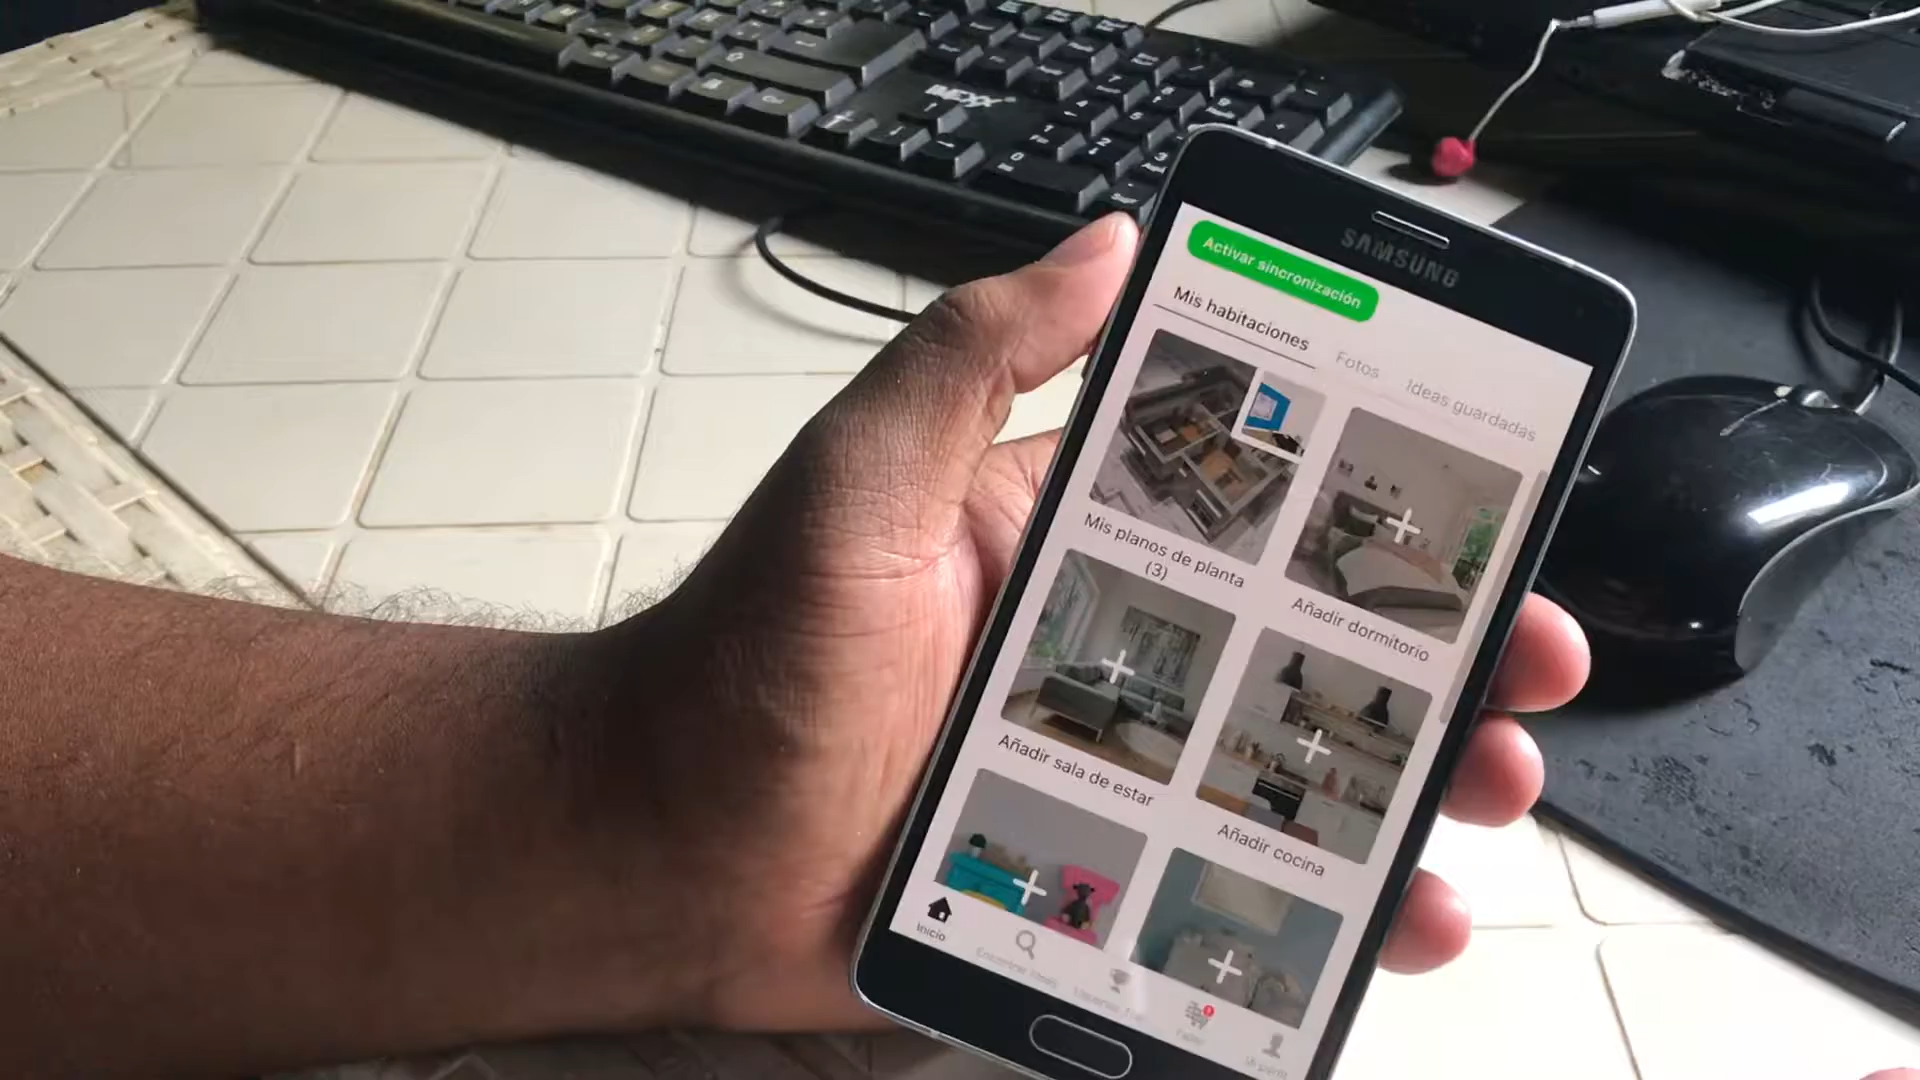 IMEXX
SAMSUNG
Activar sincronización
Mis habitaciones
Fotos
Ideas guardadas
Mis planos de planta
(3)
Añadir dormitorio
Añadir sala de estar
Añadir cocina
Inicio